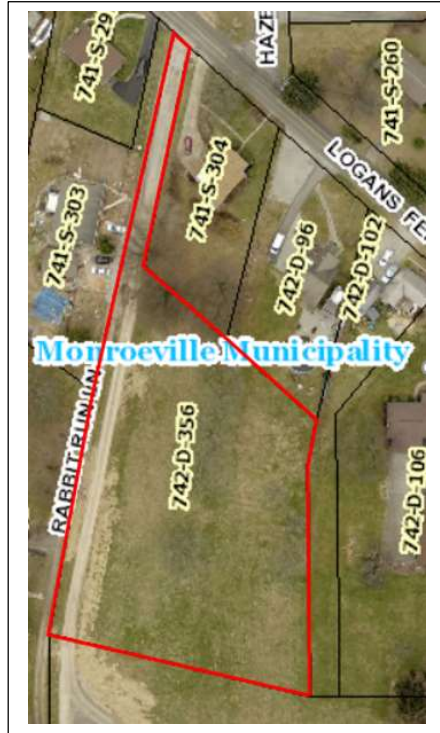 741-S-29
HAZE
741-S-260
LOGANS FE
741-S-304
741-S-303
742-D-96
742-D-102
Monroeville Municipality
RABBIT RUN LN
742-D-356
742-D-106